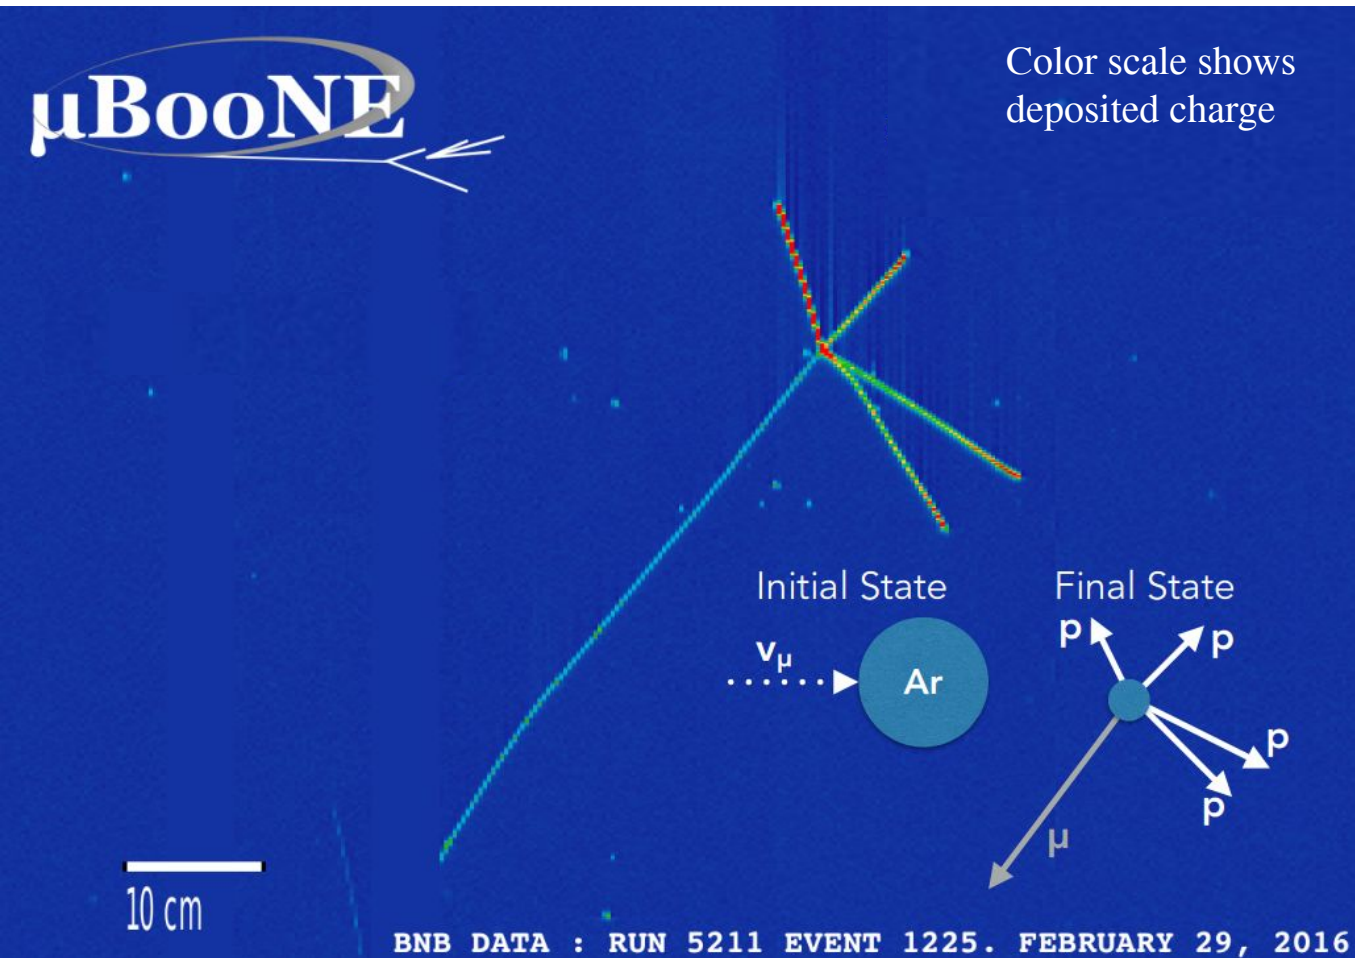 µBooNE
Color scale shows
deposited charge
Initial State
Final State
νμ
Ar
p
p
p
p
μ
10 cm
BNB DATA : RUN 5211 EVENT 1225. FEBRUARY 29, 2016